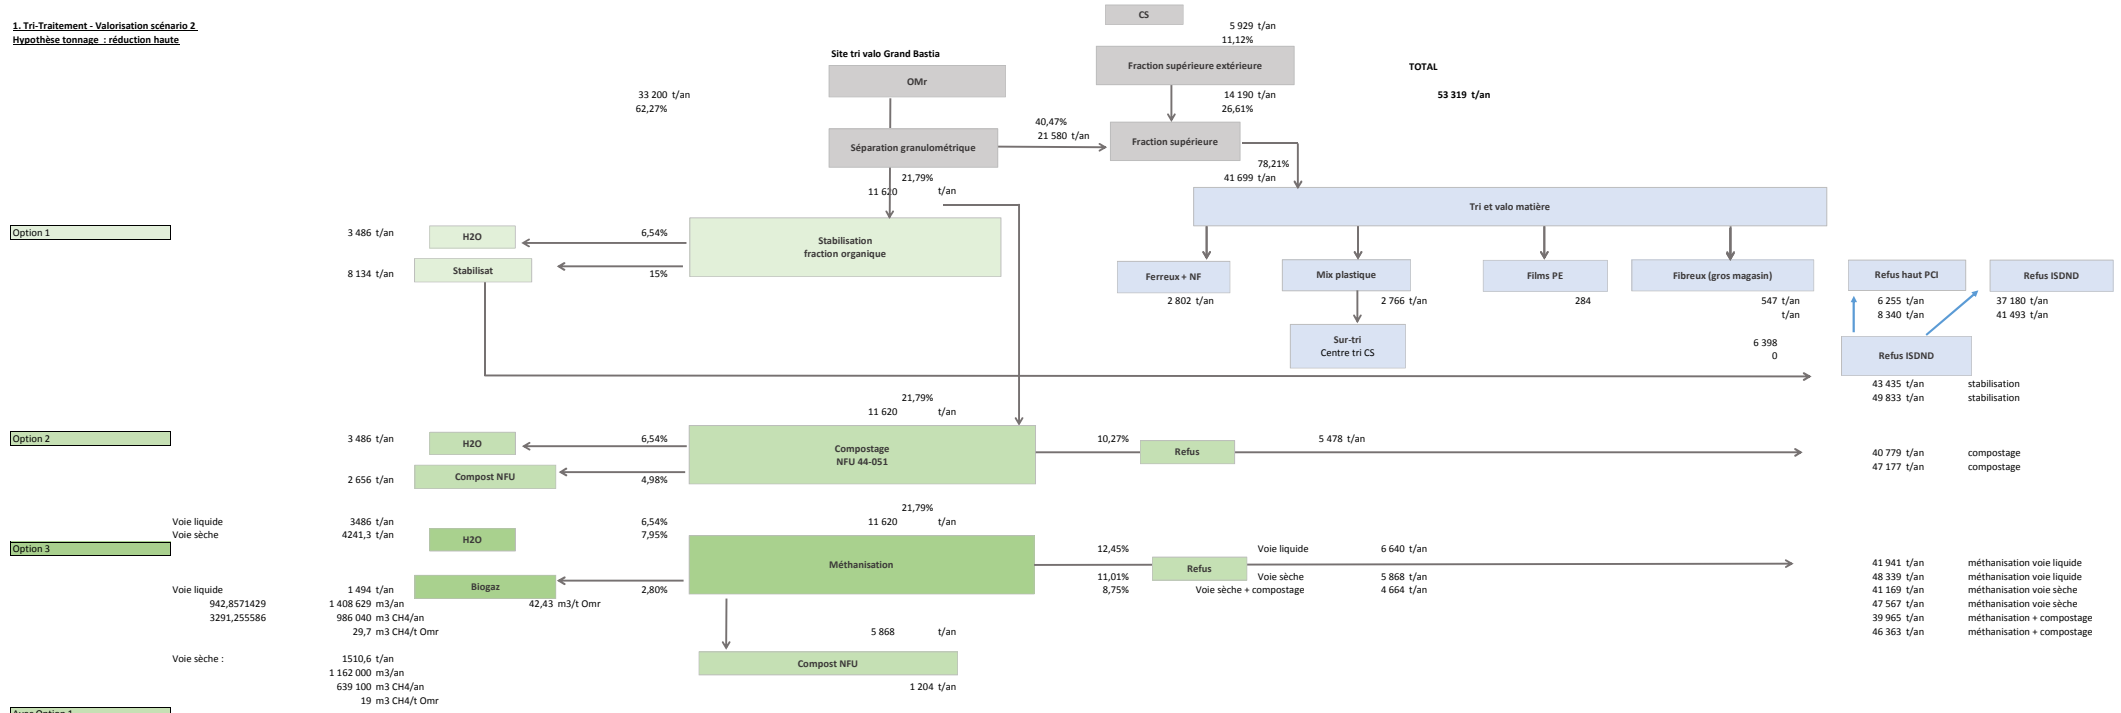 1. Tri-Traitement - Valorisation scénario 2
Hypothèse tonnage : réduction haute
CS
5 929 t/an
11,12%
Site tri valo Grand Bastia
OMr
Fraction supérieure extérieure
TOTAL
33 200 t/an
62,27%
14 190 t/an
26,61%
53 319 t/an
40,47%
21 580 t/an
Séparation granulométrique
Fraction supérieure
78,21%
41 699 t/an
21,79%
11 620 t/an
Tri et valo matière
Option 1
3 486 t/an
H2O
6,54%
Stabilisation
fraction organique
8 134 t/an
Stabilisat
15%
Ferreux + NF
2 802 t/an
Mix plastique
2 766 t/an
Films PE
284
Fibreux (gros magasin)
547 t/an
t/an
Refus haut PCI
6 255 t/an
8 340 t/an
Refus ISDND
37 180 t/an
41 493 t/an
Sur-tri
Centre tri CS
6 398
0
Refus ISDND
43 435 t/an stabilisation
49 833 t/an stabilisation
21,79%
11 620 t/an
Option 2
3 486 t/an
H2O
6,54%
Compostage
NFU 44-051
10,27%
Refus
5 478 t/an
2 656 t/an
Compost NFU
4,98%
40 779 t/an compostage
47 177 t/an compostage
21,79%
11 620 t/an
Voie liquide 3486 t/an
6,54%
Voie sèche 4241,3 t/an
7,95%
H2O
Option 3
Méthanisation
12,45%
Voie liquide 6 640 t/an
Refus
11,01%
Voie sèche 5 868 t/an
8,75%
Voie sèche + compostage 4 664 t/an
Biogaz
2,80%
Voie liquide 1 494 t/an
942,8571429 1 408 629 m3/an
42,43 m3/t Omr
3291,255586 986 040 m3 CH4/an
29,7 m3 CH4/t Omr
41 941 t/an méthanisation voie liquide
48 339 t/an méthanisation voie liquide
41 169 t/an méthanisation voie sèche
47 567 t/an méthanisation voie sèche
39 965 t/an méthanisation + compostage
46 363 t/an méthanisation + compostage
5 868 t/an
Voie sèche : 1510,6 t/an
1 162 000 m3/an
639 100 m3 CH4/an
19 m3 CH4/t Omr
Compost NFU
1 204 t/an
Avec Option 1